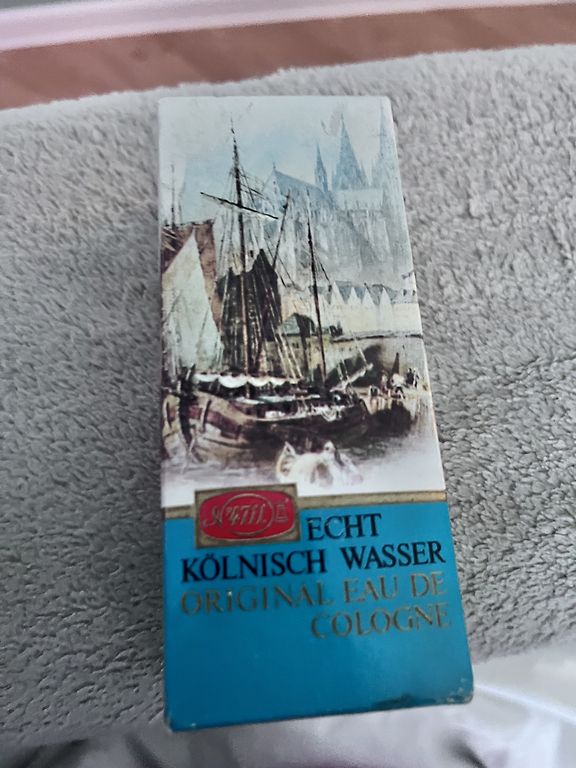 Nº 4711.
ECHT
KÖLNISCH WASSER
ORIGINAL EAU DE
COLOGNE